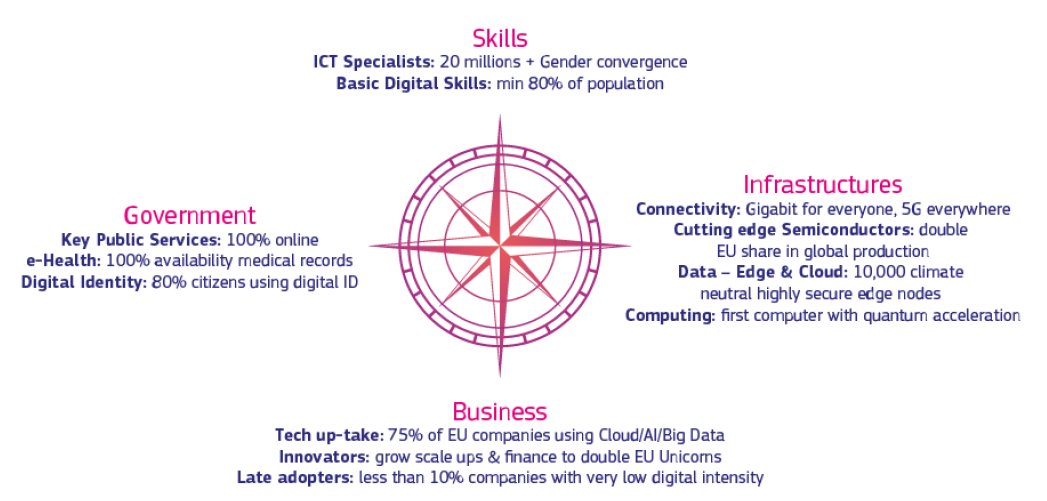 Skills
ICT Specialists: 20 millions + Gender convergence
Basic Digital Skills: min 80% of population
Government
Key Public Services: 100% online
e-Health: 100% availability medical records
Digital Identity: 80% citizens using digital ID
Infrastructures
Connectivity: Gigabit for everyone, 5G everywhere
Cutting edge Semiconductors: double
EU share in global production
Data – Edge & Cloud: 10,000 climate
neutral highly secure edge nodes
Computing: first computer with quantum acceleration
Business
Tech up-take: 75% of EU companies using Cloud/AI/Big Data
Innovators: grow scale ups & finance to double EU Unicorns
Late adopters: less than 10% companies with very low digital intensity